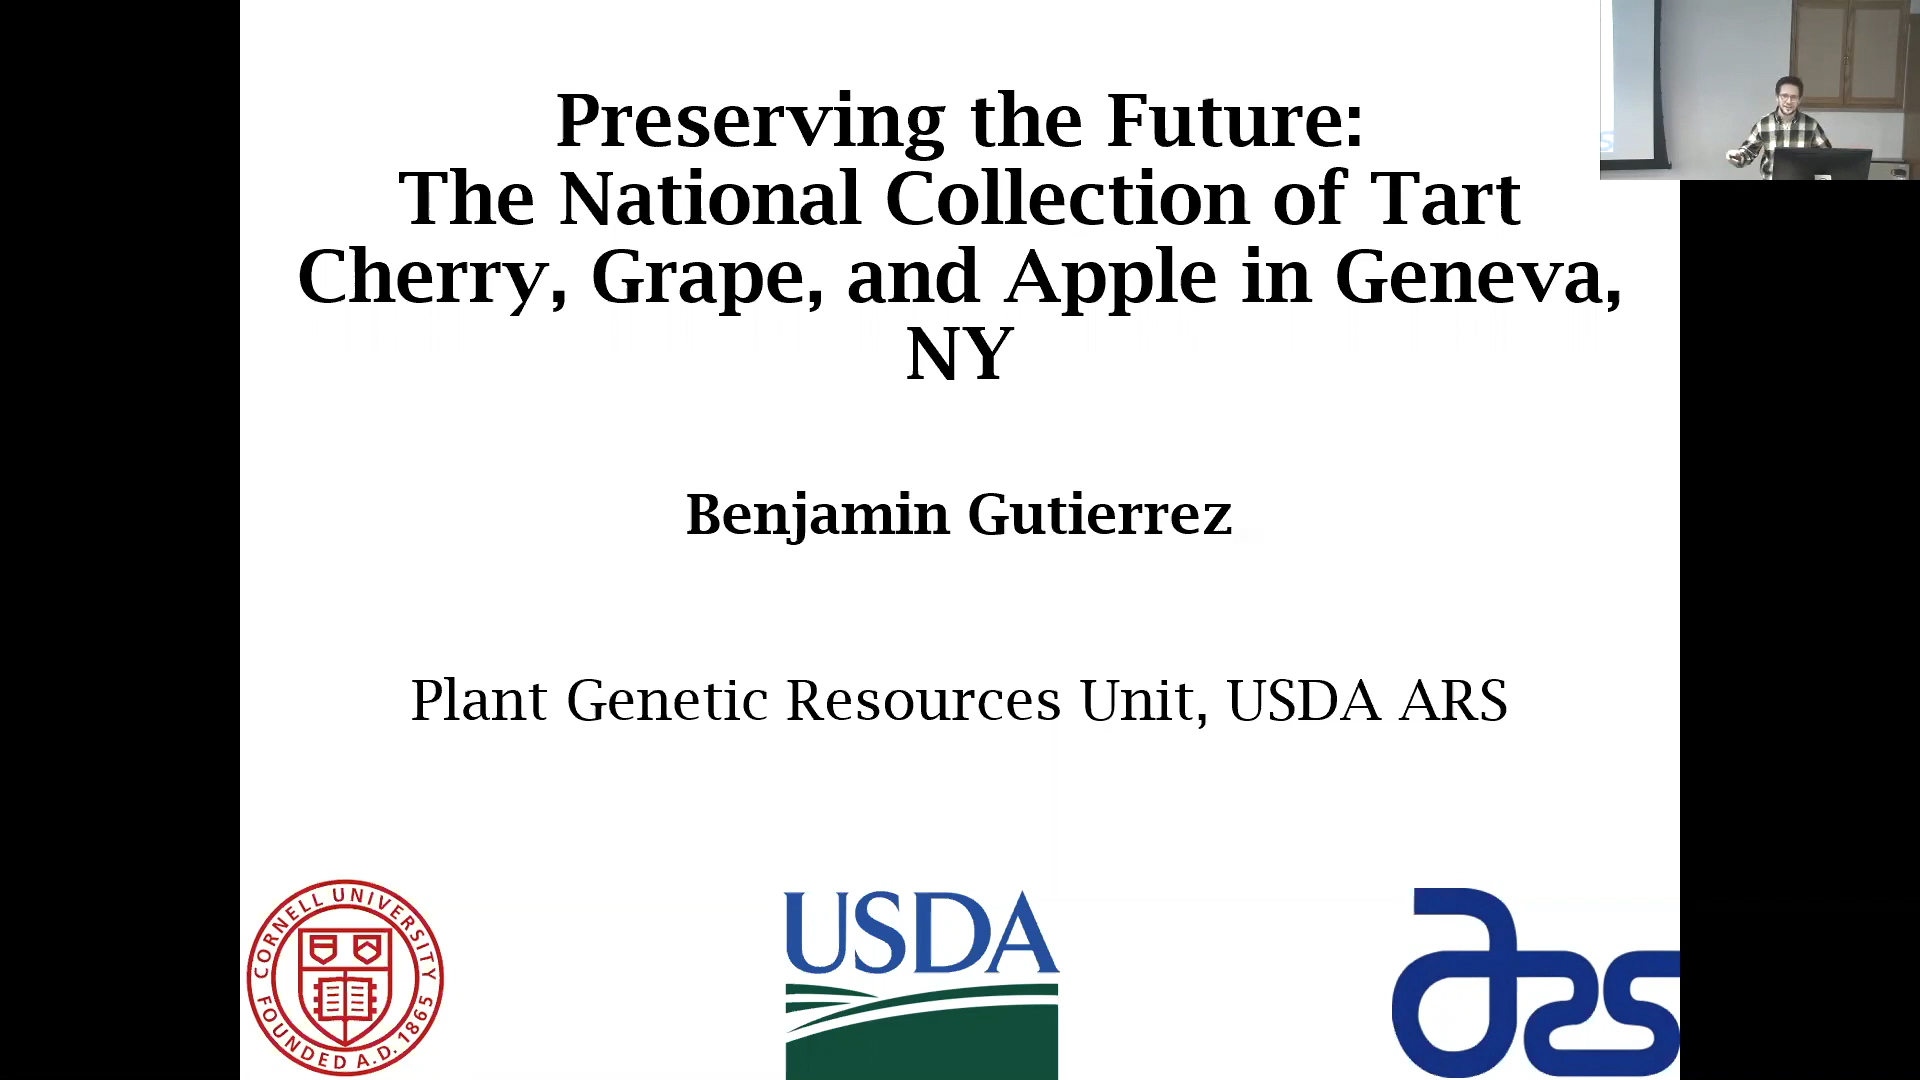 Preserving the Future:
The National Collection of Tart
Cherry, Grape, and Apple in Geneva,
NY
Benjamin Gutierrez
Plant Genetic Resources Unit, USDA ARS
CORNELL UNIVERSITY
FOUNDED A.D. 1865
USDA
ars